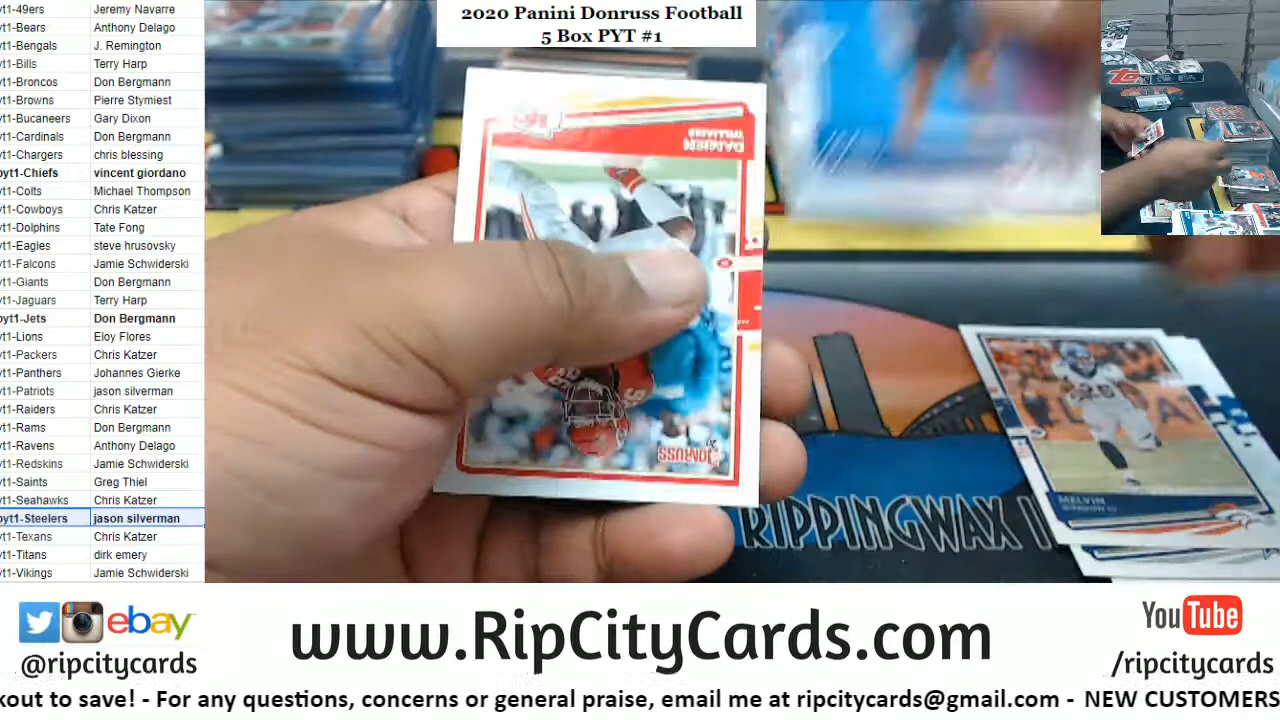 2020 Panini Donruss Football
5 Box PYT #1
yt1-49ers Jeremy Navarre
yt1-Bears Anthony Delago
yt1-Bengals J. Remington
yt1-Bills Terry Harp
yt1-Broncos Don Bergmann
yt1-Browns Pierre Stymiest
yt1-Bucaneers Gary Dixon
yt1-Cardinals Don Bergmann
yt1-Chargers chris blessing
pyt1-Chiefs vincent giordano
yt1-Colts Michael Thompson
yt1-Cowboys Chris Katzer
yt1-Dolphins Tate Fong
yt1-Eagles steve hrusovsky
yt1-Falcons Jamie Schwiderski
yt1-Giants Don Bergmann
yt1-Jaguars Terry Harp
pyt1-Jets Don Bergmann
yt1-Lions Eloy Flores
yt1-Packers Chris Katzer
yt1-Panthers Johannes Gierke
yt1-Patriots jason silverman
yt1-Raiders Chris Katzer
yt1-Rams Don Bergmann
yt1-Ravens Anthony Delago
yt1-Redskins Jamie Schwiderski
yt1-Saints Greg Thiel
yt1-Seahawks Chris Katzer
pyt1-Steelers jason silverman
yt1-Texans Chris Katzer
yt1-Titans dirk emery
yt1-Vikings Jamie Schwiderski
DAMIEN
WILLIAMS
DONRUSS
MELVIN
GORDON III
RIPPINGWAX
ebay
@ripcitycards
www.RipCityCards.com
YouTube
/ripcitycards
kout to save! - For any questions, concerns or general praise, email me at ripcitycards@gmail.com - NEW CUSTOMERS